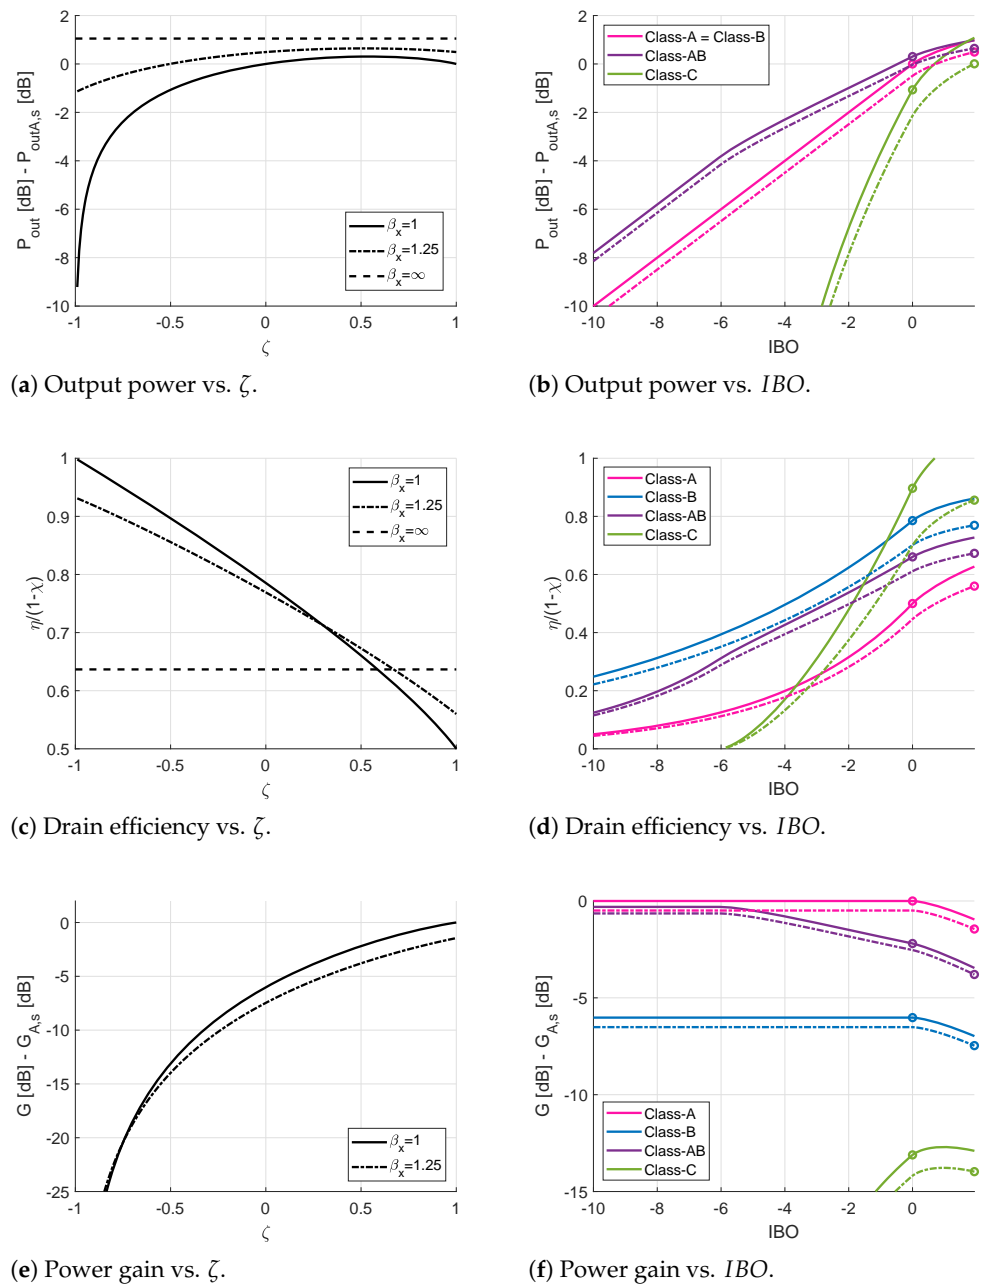 2
0
-2
-4
-6
-8
-10
P_out [dB] - P_outA,s [dB]
β_x=1
β_x=1.25
β_x=∞
-1 -0.5 0 0.5 1
ζ
(a) Output power vs. ζ.
2
0
-2
-4
-6
-8
-10
P_out [dB] - P_outA,s [dB]
Class-A = Class-B
Class-AB
Class-C
-10 -8 -6 -4 -2 0
IBO
(b) Output power vs. IBO.
1
0.9
0.8
0.7
0.6
0.5
η/(1-χ)
β_x=1
β_x=1.25
β_x=∞
-1 -0.5 0 0.5 1
ζ
(c) Drain efficiency vs. ζ.
1
0.8
0.6
0.4
0.2
0
η/(1-χ)
Class-A
Class-B
Class-AB
Class-C
-10 -8 -6 -4 -2 0
IBO
(d) Drain efficiency vs. IBO.
0
-5
-10
-15
-20
-25
G [dB] - G_A,s [dB]
β_x=1
β_x=1.25
-1 -0.5 0 0.5 1
ζ
(e) Power gain vs. ζ.
0
-5
-10
-15
G [dB] - G_A,s [dB]
Class-A
Class-B
Class-AB
Class-C
-10 -8 -6 -4 -2 0
IBO
(f) Power gain vs. IBO.